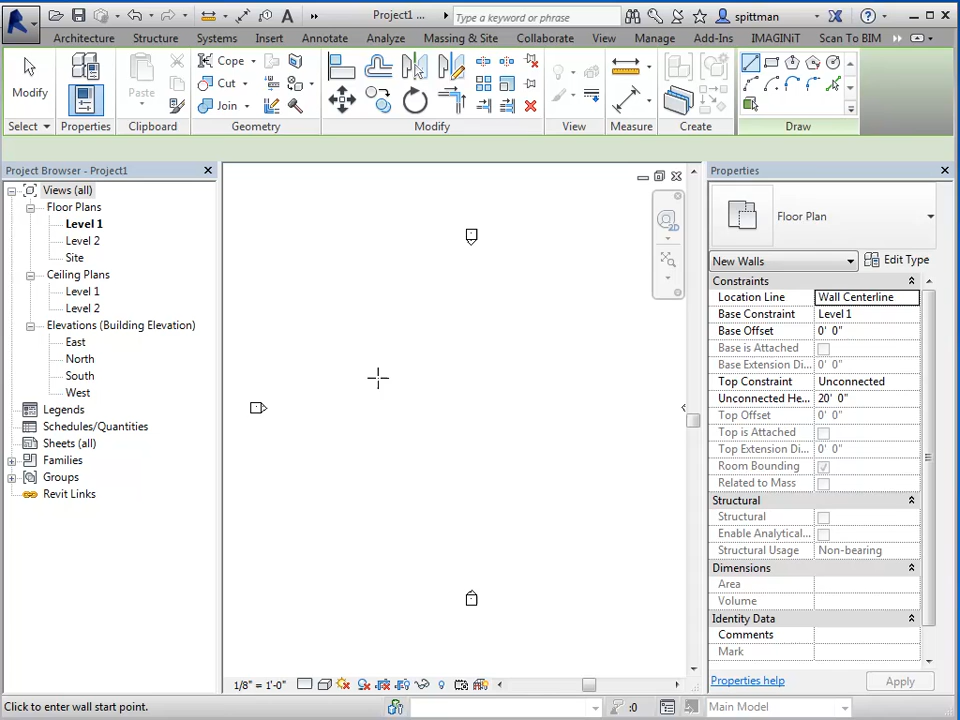 Project1 ...
Type a keyword or phrase
spittman
Architecture
Structure
Systems
Insert
Annotate
Analyze
Massing & Site
Collaborate
View
Manage
Add-Ins
IMAGINiT
Scan To BIM
Modify
Paste
Cope
Cut
Join
Select
Properties
Clipboard
Geometry
Modify
View
Measure
Create
Draw
Project Browser - Project1
Properties
Views (all)
Floor Plans
Level 1
Level 2
Site
Ceiling Plans
Level 1
Level 2
Elevations (Building Elevation)
East
North
South
West
Legends
Schedules/Quantities
Sheets (all)
Families
Groups
Revit Links
2D
Floor Plan
New Walls
Edit Type
Constraints
Location Line Wall Centerline
Base Constraint Level 1
Base Offset 0' 0"
Base is Attached
Base Extension Di... 0' 0"
Top Constraint Unconnected
Unconnected He... 20' 0"
Top Offset 0' 0"
Top is Attached
Top Extension Di... 0' 0"
Room Bounding
Related to Mass
Structural
Structural
Enable Analytical...
Structural Usage Non-bearing
Dimensions
Area
Volume
Identity Data
Comments
Mark
Properties help
Apply
1/8" = 1'-0"
Click to enter wall start point.
:0
Main Model